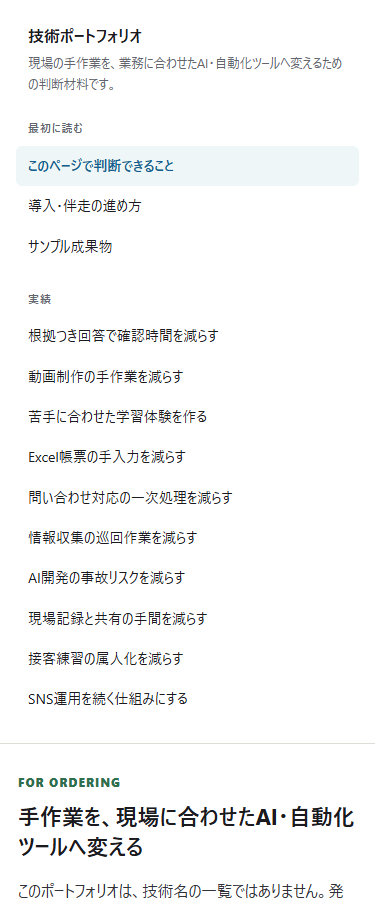 技術ポートフォリオ
現場の手作業を、業務に合わせたAI・自動化ツールへ変えるため
の判断材料です。
最初に読む
このページで判断できること
導入・伴走の進め方
サンプル成果物
実績
根拠つき回答で確認時間を減らす
動画制作の手作業を減らす
苦手に合わせた学習体験を作る
Excel帳票の手入力を減らす
問い合わせ対応の一次処理を減らす
情報収集の巡回作業を減らす
AI開発の事故リスクを減らす
現場記録と共有の手間を減らす
接客練習の属人化を減らす
SNS運用を続く仕組みにする
FOR ORDERING
手作業を、現場に合わせたAI・自動化
ツールへ変える
このポートフォリオは、技術名の一覧ではありません。発